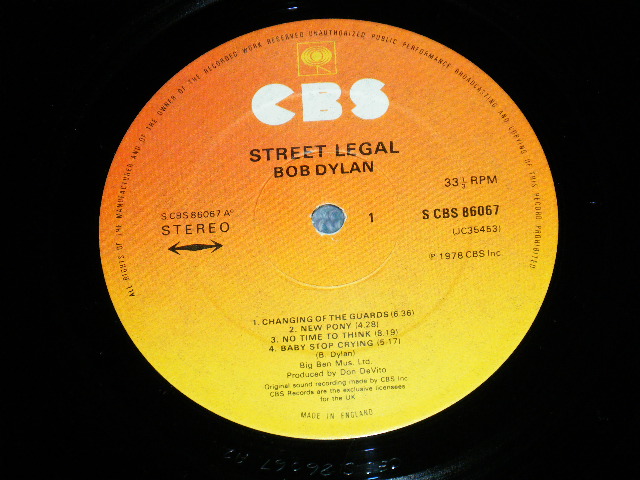 ALL RIGHTS OF THE MANUFACTURER AND OF THE OWNER OF THE RECORDED WORK RESERVED UNAUTHORIZED PUBLIC PERFORMANCE BROADCASTING AND COPYING OF THIS RECORD PROHIBITED
CBS
STREET LEGAL
BOB DYLAN
33 1/3 RPM
S CBS 86067 A
STEREO
1
S CBS 86067
(JC35453)
℗ 1978 CBS Inc
1. CHANGING OF THE GUARDS (6.36)
2. NEW PONY (4.28)
3. NO TIME TO THINK (8.19)
4. BABY STOP CRYING (5.17)
(B. Dylan)
Big Ben Mus. Ltd.
Produced by Don DeVito
Original sound recording made by CBS Inc
CBS Records are the exclusive licensees
for the UK
MADE IN ENGLAND